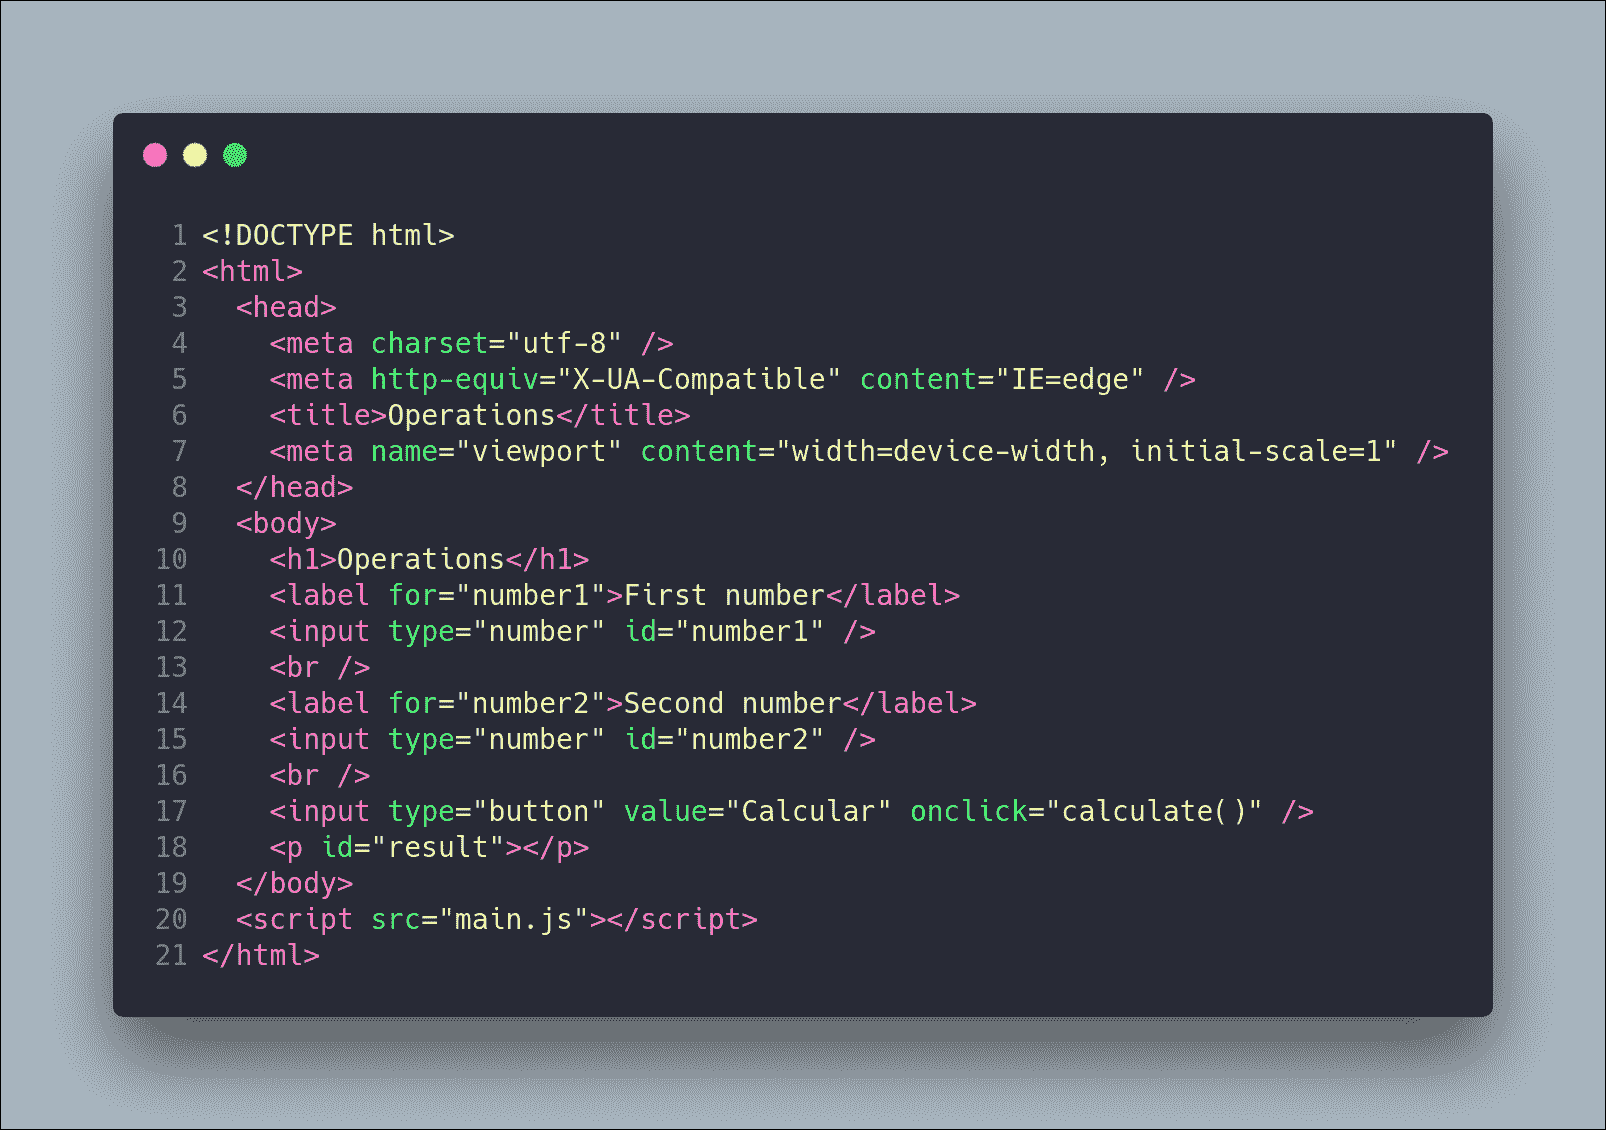 1 <!DOCTYPE html>
2 <html>
3   <head>
4     <meta charset="utf-8" />
5     <meta http-equiv="X-UA-Compatible" content="IE=edge" />
6     <title>Operations</title>
7     <meta name="viewport" content="width=device-width, initial-scale=1" />
8   </head>
9   <body>
10     <h1>Operations</h1>
11     <label for="number1">First number</label>
12     <input type="number" id="number1" />
13     <br />
14     <label for="number2">Second number</label>
15     <input type="number" id="number2" />
16     <br />
17     <input type="button" value="Calcular" onclick="calculate()" />
18     <p id="result"></p>
19   </body>
20   <script src="main.js"></script>
21 </html>